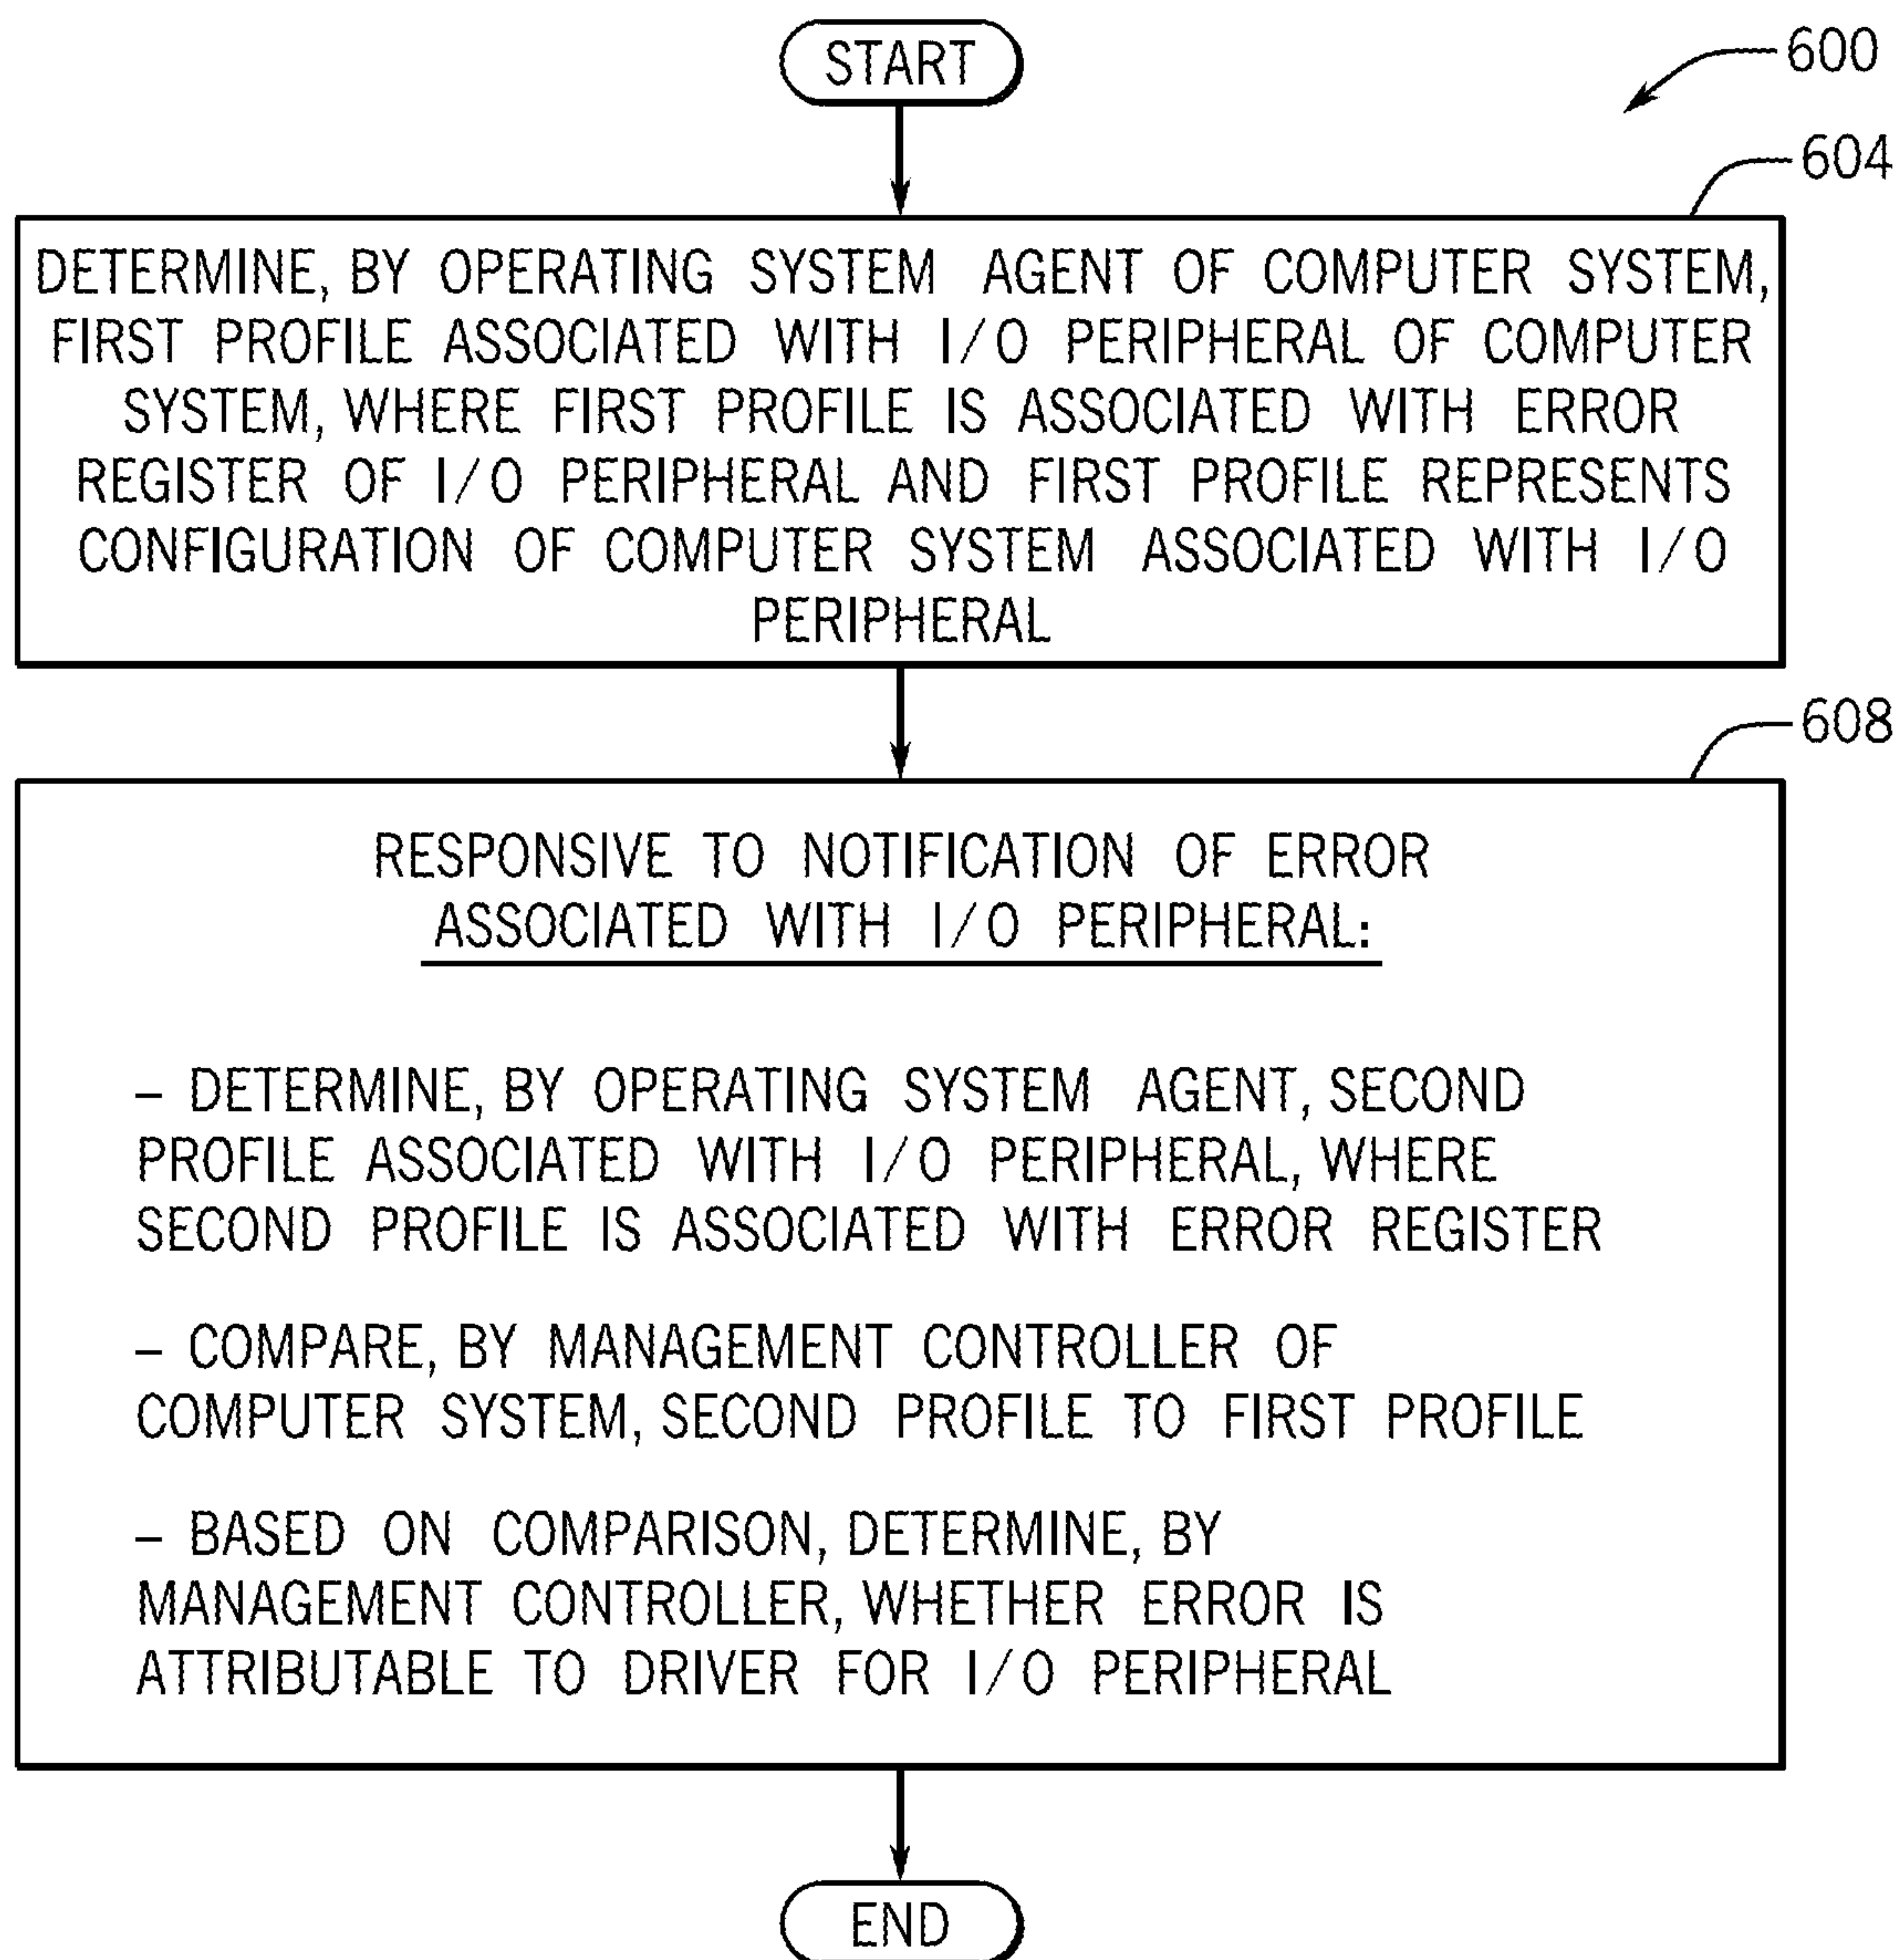 START
600
604
DETERMINE, BY OPERATING SYSTEM AGENT OF COMPUTER SYSTEM,
FIRST PROFILE ASSOCIATED WITH I/O PERIPHERAL OF COMPUTER
SYSTEM, WHERE FIRST PROFILE IS ASSOCIATED WITH ERROR
REGISTER OF I/O PERIPHERAL AND FIRST PROFILE REPRESENTS
CONFIGURATION OF COMPUTER SYSTEM ASSOCIATED WITH I/O
PERIPHERAL
608
RESPONSIVE TO NOTIFICATION OF ERROR
ASSOCIATED WITH I/O PERIPHERAL:
– DETERMINE, BY OPERATING SYSTEM AGENT, SECOND
PROFILE ASSOCIATED WITH I/O PERIPHERAL, WHERE
SECOND PROFILE IS ASSOCIATED WITH ERROR REGISTER
– COMPARE, BY MANAGEMENT CONTROLLER OF
COMPUTER SYSTEM, SECOND PROFILE TO FIRST PROFILE
– BASED ON COMPARISON, DETERMINE, BY
MANAGEMENT CONTROLLER, WHETHER ERROR IS
ATTRIBUTABLE TO DRIVER FOR I/O PERIPHERAL
END